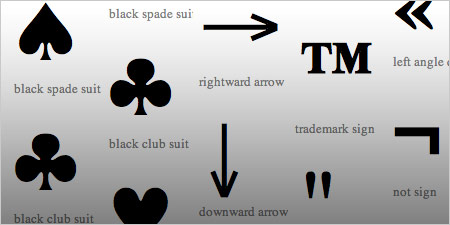 black spade suit
«
TM
left angle
black spade suit
rightward arrow
trademark sign
black club suit
¬
"
not sign
black club suit
downward arrow